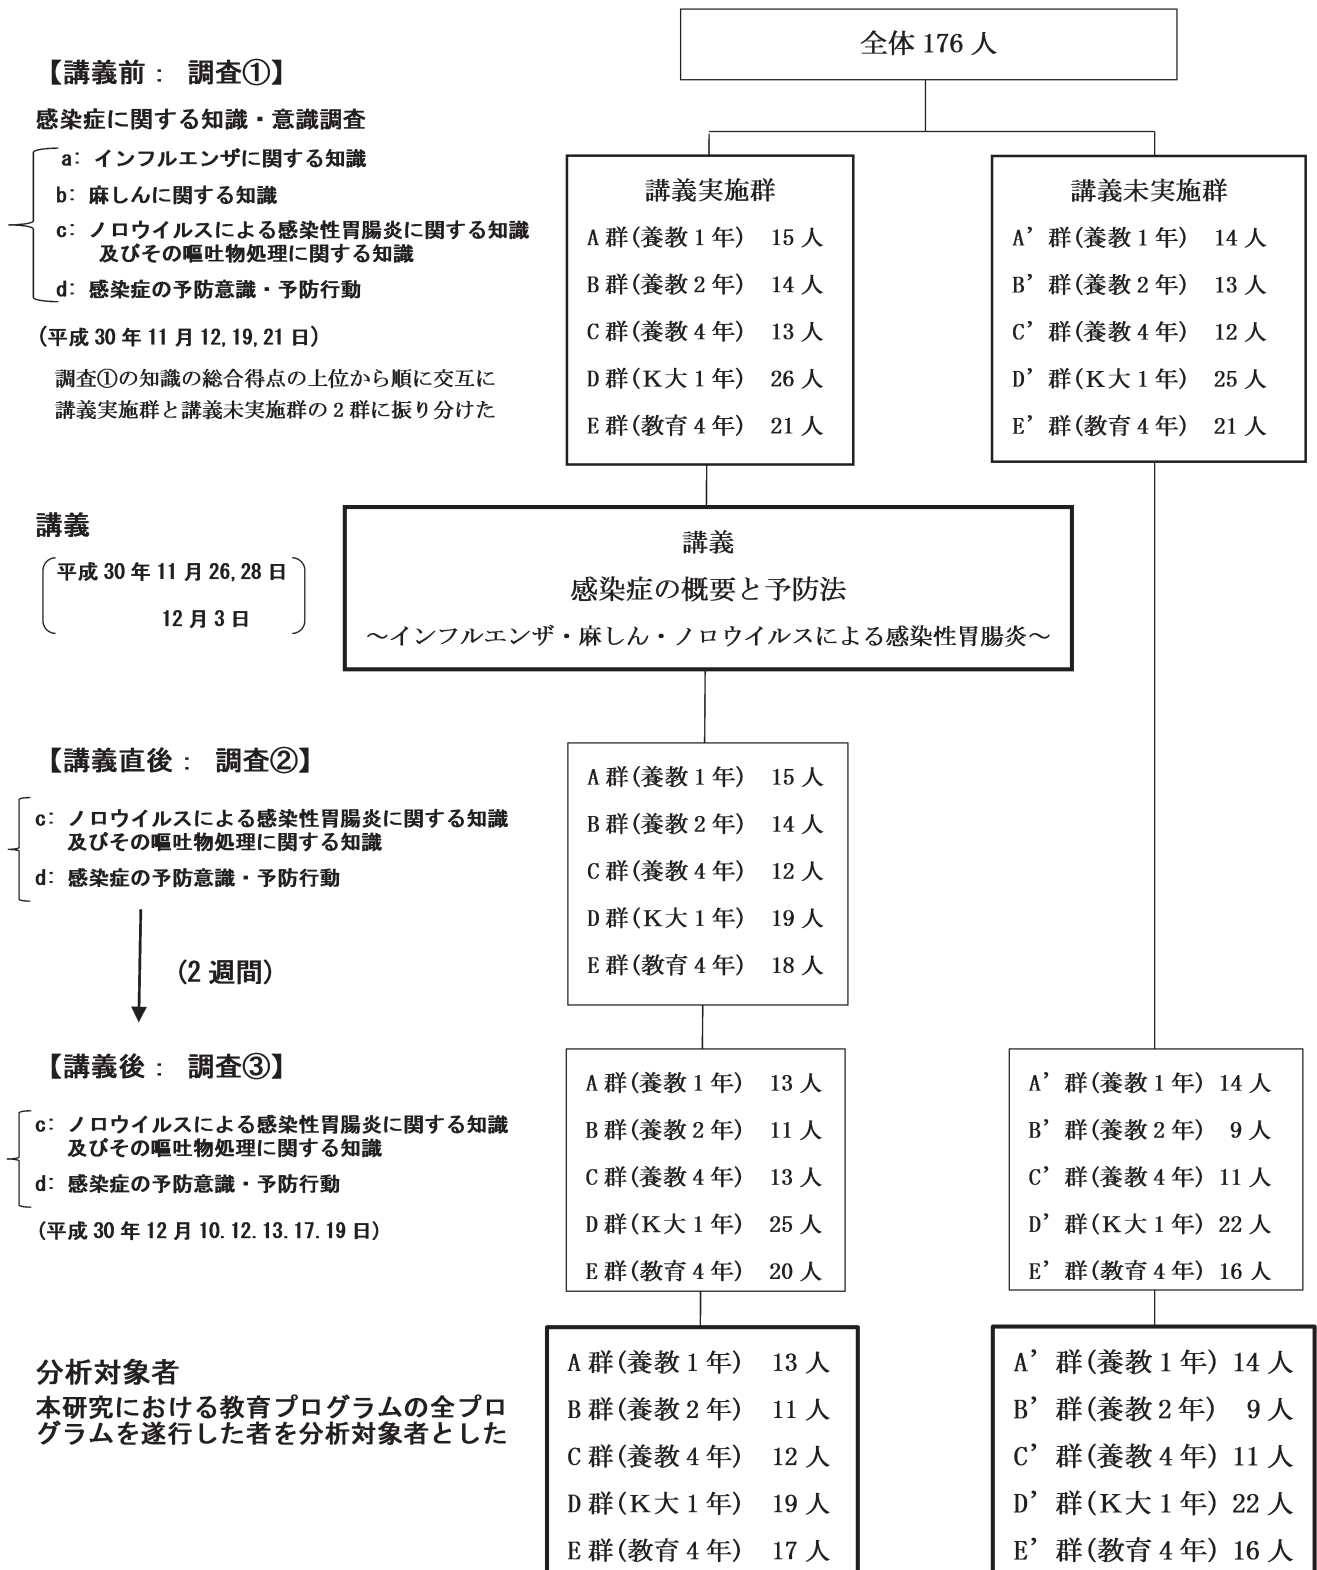 全体 176 人
【講義前： 調査①】
感染症に関する知識・意識調査
a: インフルエンザに関する知識
b: 麻しんに関する知識
c: ノロウイルスによる感染性胃腸炎に関する知識
及びその嘔吐物処理に関する知識
d: 感染症の予防意識・予防行動
(平成 30 年 11 月 12, 19, 21 日)
調査①の知識の総合得点の上位から順に交互に
講義実施群と講義未実施群の 2 群に振り分けた
講義実施群
A 群(養教 1 年) 15 人
B 群(養教 2 年) 14 人
C 群(養教 4 年) 13 人
D 群(K大 1 年) 26 人
E 群(教育 4 年) 21 人
講義未実施群
A’ 群(養教 1 年) 14 人
B’ 群(養教 2 年) 13 人
C’ 群(養教 4 年) 12 人
D’ 群(K大 1 年) 25 人
E’ 群(教育 4 年) 21 人
講義
平成 30 年 11 月 26, 28 日
12 月 3 日
講義
感染症の概要と予防法
～インフルエンザ・麻しん・ノロウイルスによる感染性胃腸炎～
【講義直後： 調査②】
c: ノロウイルスによる感染性胃腸炎に関する知識
及びその嘔吐物処理に関する知識
d: 感染症の予防意識・予防行動
(2 週間)
A 群(養教 1 年) 15 人
B 群(養教 2 年) 14 人
C 群(養教 4 年) 12 人
D 群(K大 1 年) 19 人
E 群(教育 4 年) 18 人
【講義後： 調査③】
c: ノロウイルスによる感染性胃腸炎に関する知識
及びその嘔吐物処理に関する知識
d: 感染症の予防意識・予防行動
(平成 30 年 12 月 10. 12. 13. 17. 19 日)
A 群(養教 1 年) 13 人
B 群(養教 2 年) 11 人
C 群(養教 4 年) 13 人
D 群(K大 1 年) 25 人
E 群(教育 4 年) 20 人
A’ 群(養教 1 年) 14 人
B’ 群(養教 2 年) 9 人
C’ 群(養教 4 年) 11 人
D’ 群(K大 1 年) 22 人
E’ 群(教育 4 年) 16 人
分析対象者
本研究における教育プログラムの全プロ
グラムを遂行した者を分析対象者とした
A 群(養教 1 年) 13 人
B 群(養教 2 年) 11 人
C 群(養教 4 年) 12 人
D 群(K大 1 年) 19 人
E 群(教育 4 年) 17 人
A’ 群(養教 1 年) 14 人
B’ 群(養教 2 年) 9 人
C’ 群(養教 4 年) 11 人
D’ 群(K大 1 年) 22 人
E’ 群(教育 4 年) 16 人